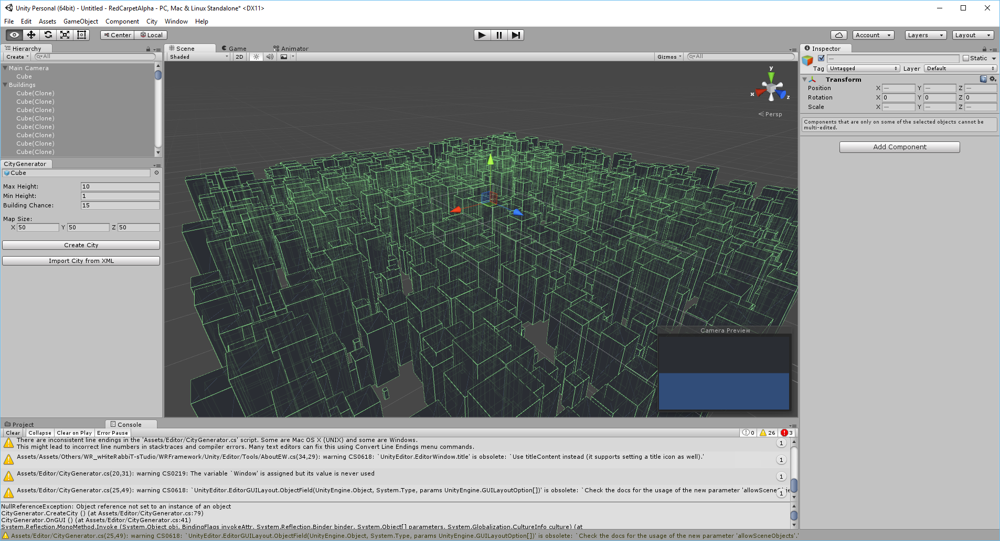 Unity Personal (64bit) - Untitled - RedCarpetAlpha - PC, Mac & Linux Standalone* <DX11>
File Edit Assets GameObject Component City Window Help
Center Local Account Layers Layout
Hierarchy
Create All
Main Camera
Cube
Buildings
Cube(Clone)
Cube(Clone)
Cube(Clone)
Cube(Clone)
Cube(Clone)
Cube(Clone)
Cube(Clone)
Cube(Clone)
CityGenerator
Cube
Max Height: 10
Min Height: 1
Building Chance: 15
Map Size:
X 50 Y 50 Z 50
Create City
Import City from XML
Scene Game Animator
Shaded 2D Gizmos All
y
x
z
Persp
Camera Preview
Inspector
— Static
Tag Untagged Layer Default
Transform
Position X — Y — Z —
Rotation X 0 Y 0 Z 0
Scale X — Y — Z —
Components that are only on some of the selected objects cannot be
multi-edited.
Add Component
Project Console
Clear Collapse Clear on Play Error Pause 0 26 3
There are inconsistent line endings in the 'Assets/Editor/CityGenerator.cs' script. Some are Mac OS X (UNIX) and some are Windows.
This might lead to incorrect line numbers in stacktraces and compiler errors. Many text editors can fix this using Convert Line Endings menu commands.
1
Assets/Assets/Others/WR_wHiteRabbiT-sTudio/WRFramework/Unity/Editor/Tools/AboutEW.cs(34,29): warning CS0618: `UnityEditor.EditorWindow.title' is obsolete: `Use titleContent instead (it supports setting a title icon as well).'
1
Assets/Editor/CityGenerator.cs(20,31): warning CS0219: The variable `Window' is assigned but its value is never used
1
Assets/Editor/CityGenerator.cs(25,49): warning CS0618: `UnityEditor.EditorGUILayout.ObjectField(UnityEngine.Object, System.Type, params UnityEngine.GUILayoutOption[])' is obsolete: `Check the docs for the usage of the new parameter 'allowSceneObje
1
NullReferenceException: Object reference not set to an instance of an object
CityGenerator.CreateCity () (at Assets/Editor/CityGenerator.cs:79)
CityGenerator.OnGUI () (at Assets/Editor/CityGenerator.cs:41)
System.Reflection.MonoMethod.Invoke (System.Object obj, BindingFlags invokeAttr, System.Reflection.Binder binder, System.Object[] parameters, System.Globalization.CultureInfo culture) (at
Assets/Editor/CityGenerator.cs(25,49): warning CS0618: `UnityEditor.EditorGUILayout.ObjectField(UnityEngine.Object, System.Type, params UnityEngine.GUILayoutOption[])' is obsolete: `Check the docs for the usage of the new parameter 'allowSceneObjects'.'